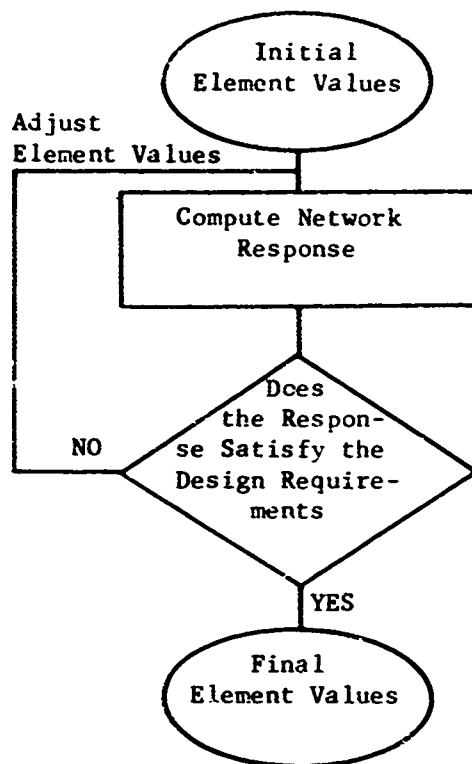 Initial
Element Values
Adjust
Element Values
Compute Network
Response
Does
the Respon-
se Satisfy the
Design Require-
ments
NO
YES
Final
Element Values